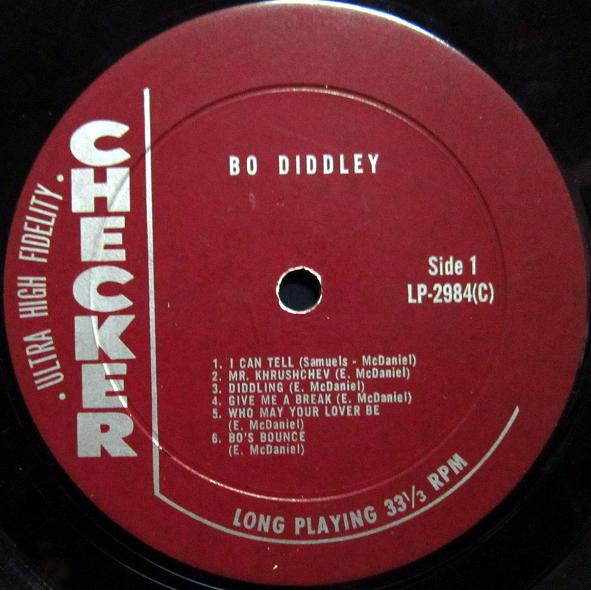 BO DIDDLEY
CHECKER
• ULTRA HIGH FIDELITY •
Side 1
LP-2984(C)
1. I CAN TELL (Samuels - McDaniel)
2. MR. KHRUSHCHEV (E. McDaniel)
3. DIDDLING (E. McDaniel)
4. GIVE ME A BREAK (E. McDaniel)
5. WHO MAY YOUR LOVER BE
(E. McDaniel)
6. BO'S BOUNCE
(E. McDaniel)
LONG PLAYING 33⅓ RPM